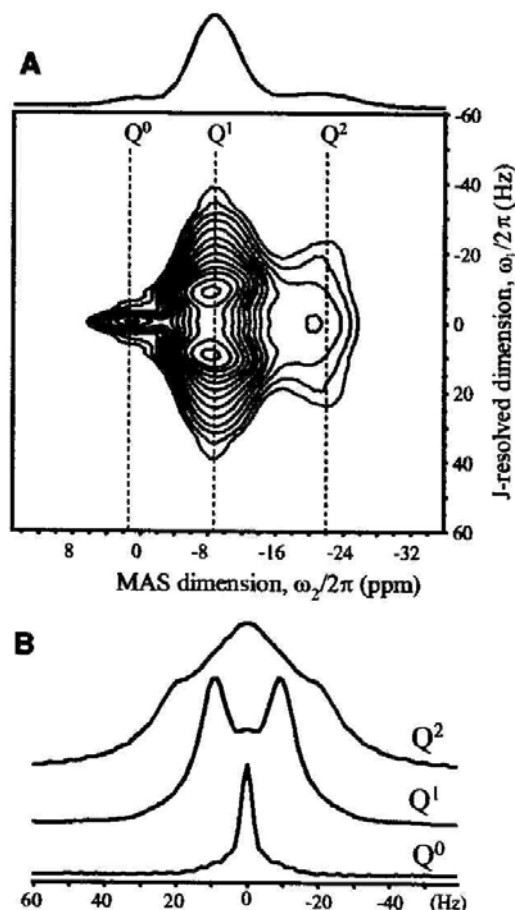 A
Q⁰ Q¹ Q²
-60
-40
-20
0
20
40
60
J-resolved dimension, ω₁/2π (Hz)
8 0 -8 -16 -24 -32
MAS dimension, ω₂/2π (ppm)
B
Q²
Q¹
Q⁰
60 40 20 0 -20 -40 (Hz)